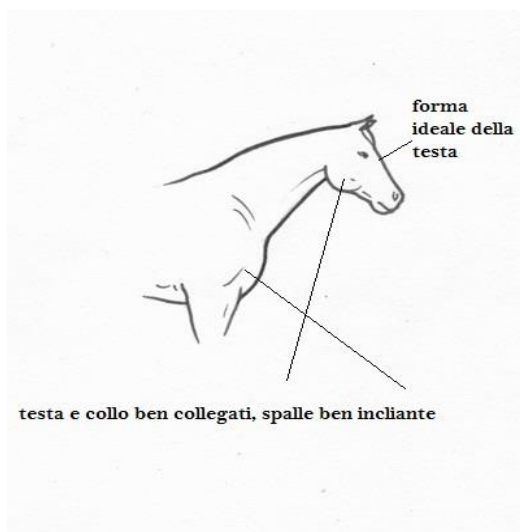 forma
ideale della
testa
testa e collo ben collegati, spalle ben incliante